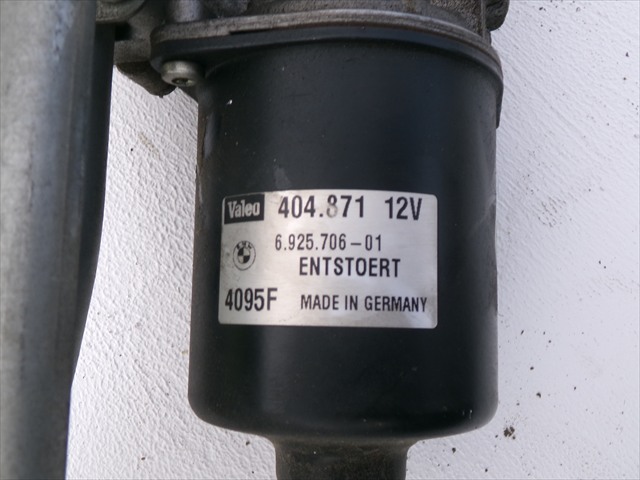 Valeo 404.871 12V
6.925.706-01
ENTSTOERT
4095F MADE IN GERMANY